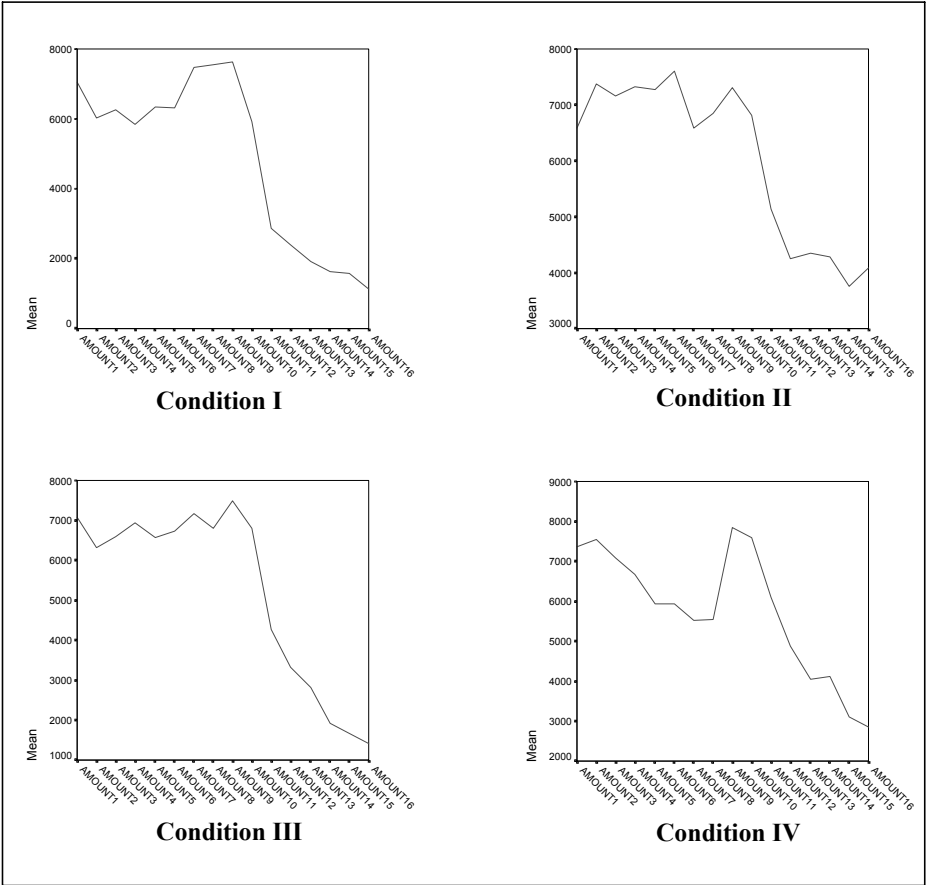 8000
6000
4000
2000
0
Mean
AMOUNT1
AMOUNT2
AMOUNT3
AMOUNT4
AMOUNT5
AMOUNT6
AMOUNT7
AMOUNT8
AMOUNT9
AMOUNT10
AMOUNT11
AMOUNT12
AMOUNT13
AMOUNT14
AMOUNT15
AMOUNT16
Condition I
8000
7000
6000
5000
4000
3000
Mean
AMOUNT1
AMOUNT2
AMOUNT3
AMOUNT4
AMOUNT5
AMOUNT6
AMOUNT7
AMOUNT8
AMOUNT9
AMOUNT10
AMOUNT11
AMOUNT12
AMOUNT13
AMOUNT14
AMOUNT15
AMOUNT16
Condition II
8000
7000
6000
5000
4000
3000
2000
1000
Mean
AMOUNT1
AMOUNT2
AMOUNT3
AMOUNT4
AMOUNT5
AMOUNT6
AMOUNT7
AMOUNT8
AMOUNT9
AMOUNT10
AMOUNT11
AMOUNT12
AMOUNT13
AMOUNT14
AMOUNT15
AMOUNT16
Condition III
9000
8000
7000
6000
5000
4000
3000
2000
Mean
AMOUNT1
AMOUNT2
AMOUNT3
AMOUNT4
AMOUNT5
AMOUNT6
AMOUNT7
AMOUNT8
AMOUNT9
AMOUNT10
AMOUNT11
AMOUNT12
AMOUNT13
AMOUNT14
AMOUNT15
AMOUNT16
Condition IV